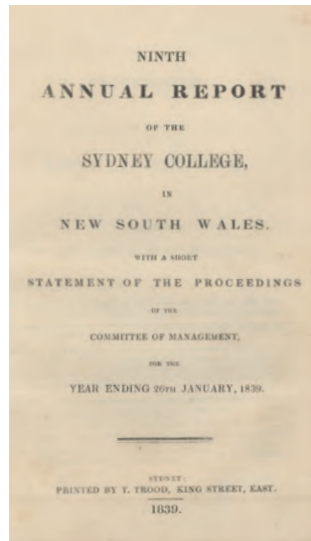 NINTH
ANNUAL REPORT
OF THE
SYDNEY COLLEGE,
IN
NEW SOUTH WALES.
WITH A SHORT
STATEMENT OF THE PROCEEDINGS
OF THE
COMMITTEE OF MANAGEMENT,
FOR THE
YEAR ENDING 26TH JANUARY, 1839.
SYDNEY:
PRINTED BY T. TROOD, KING STREET, EAST.
1839.